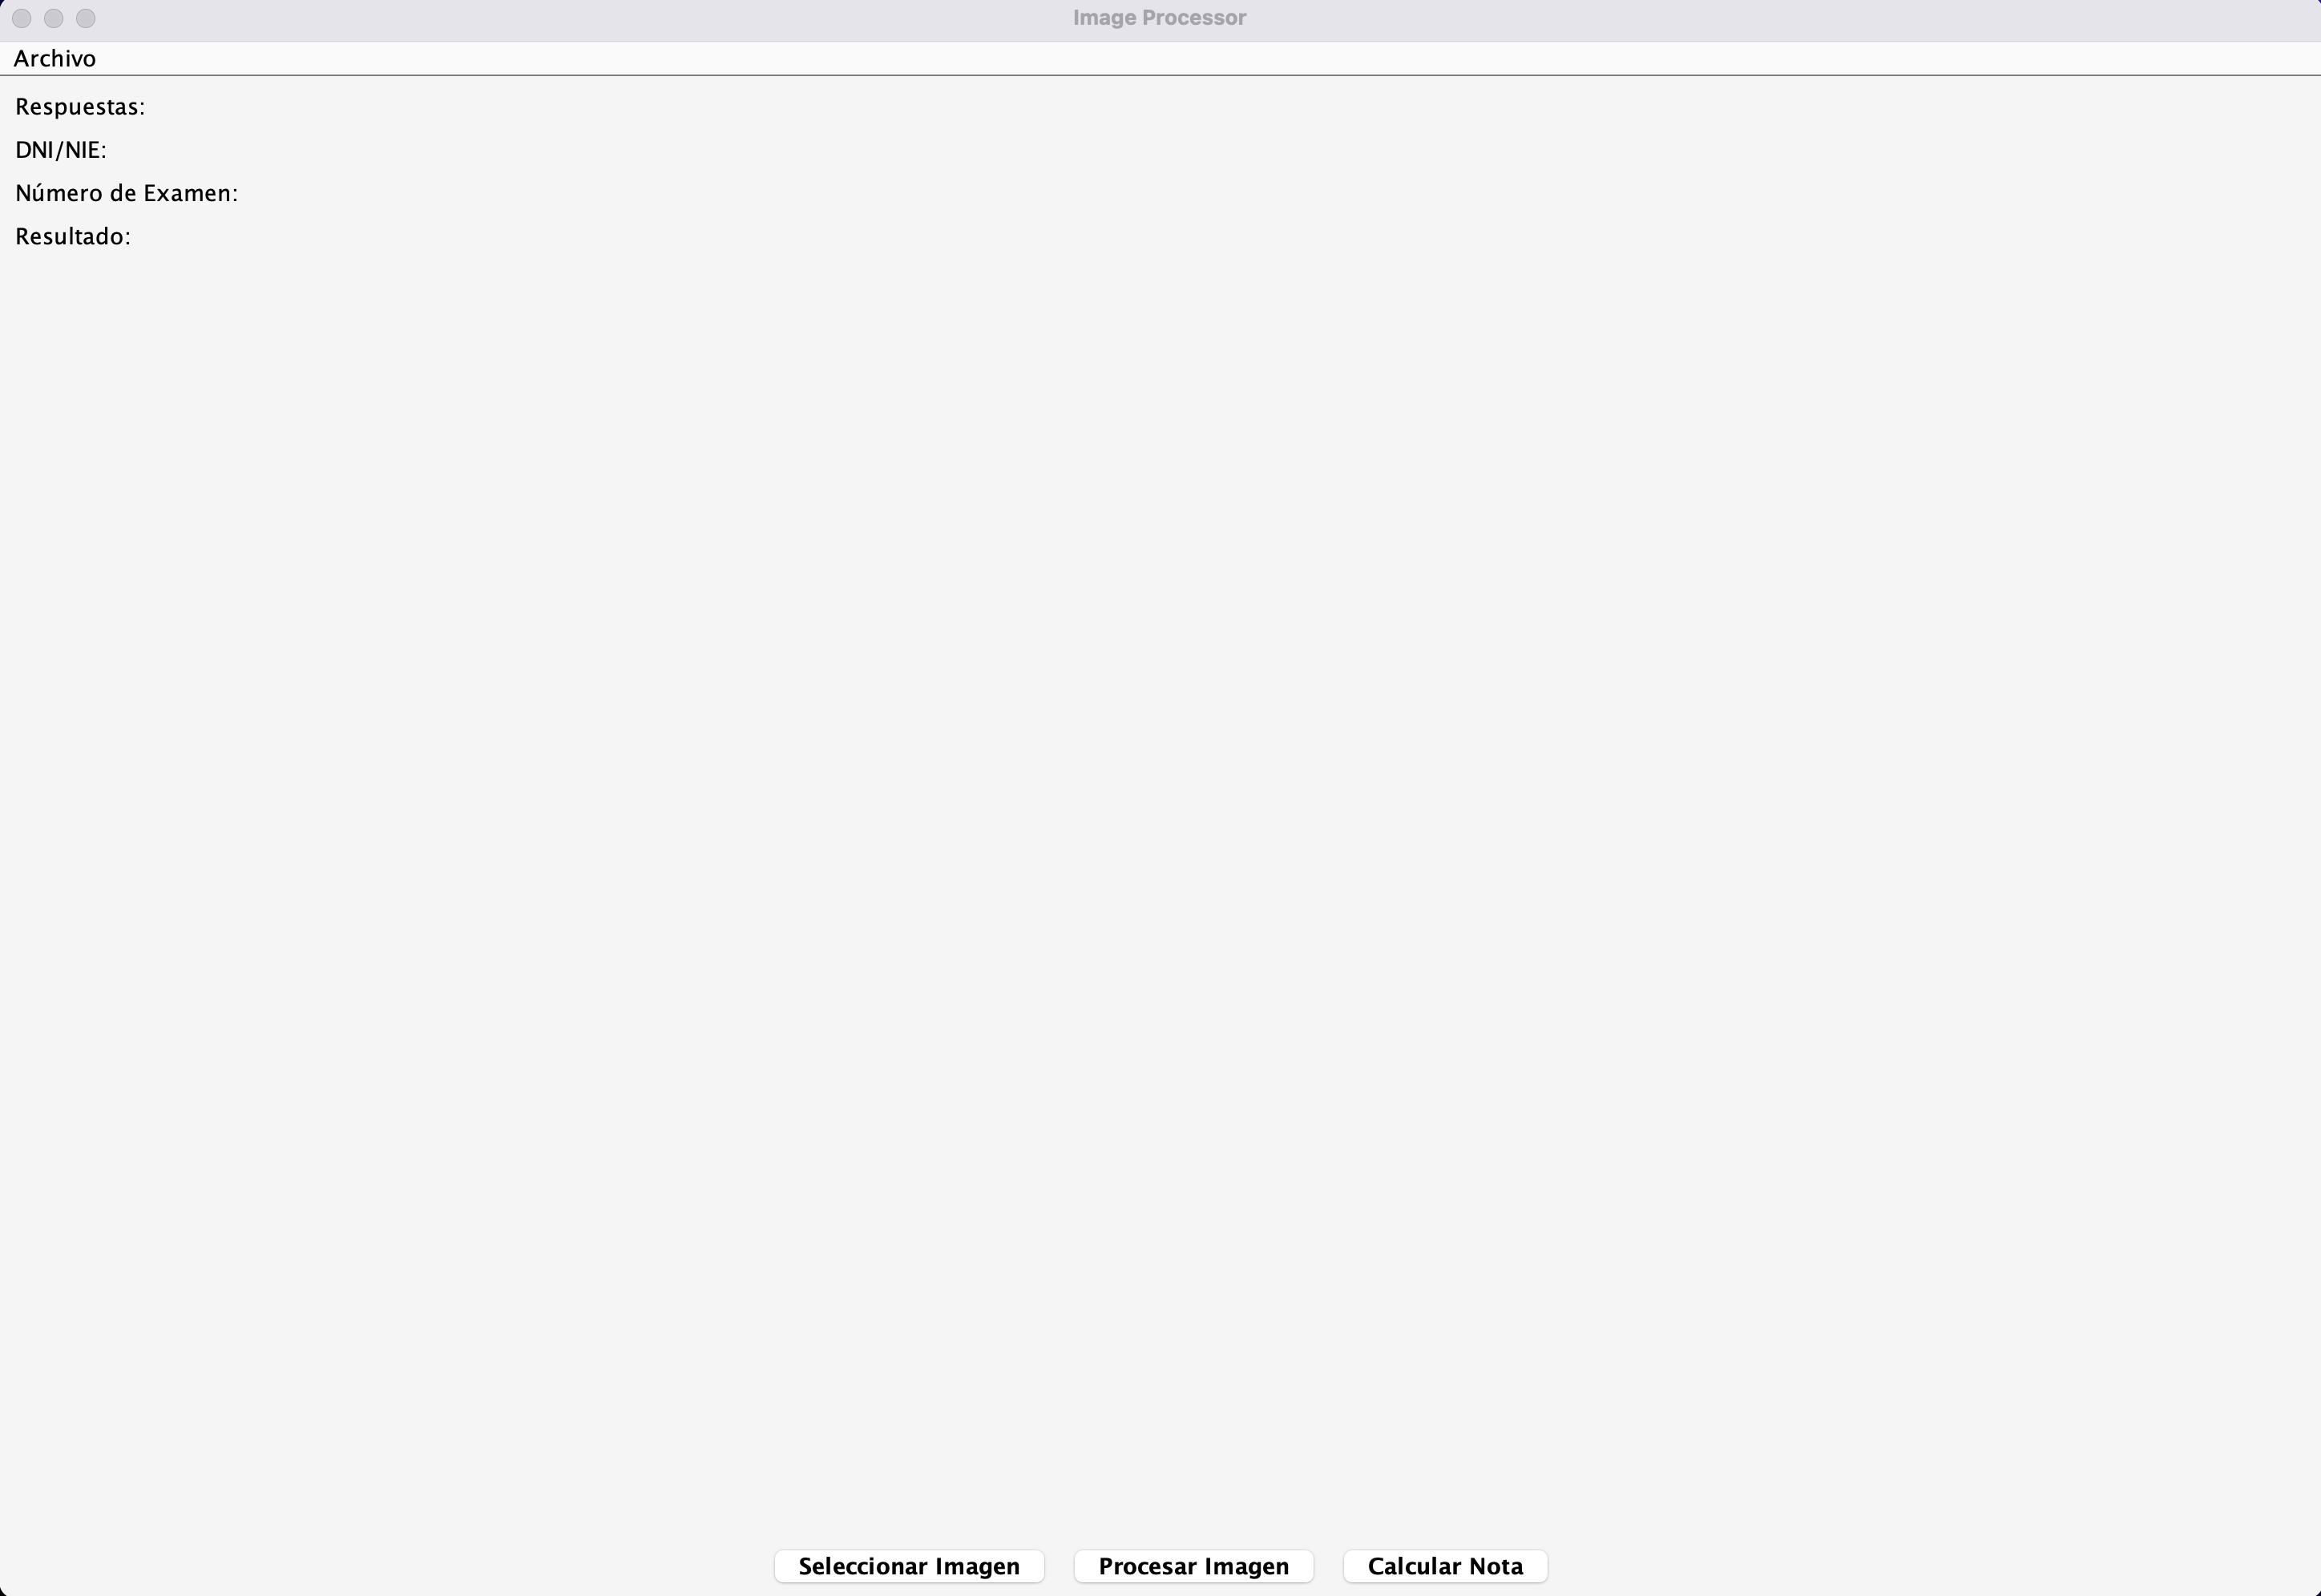 Image Processor
Archivo
Respuestas:
DNI/NIE:
Número de Examen:
Resultado:
Seleccionar Imagen Procesar Imagen Calcular Nota